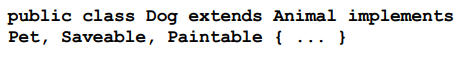 public class Dog extends Animal implements
Pet, Saveable, Paintable { ... }